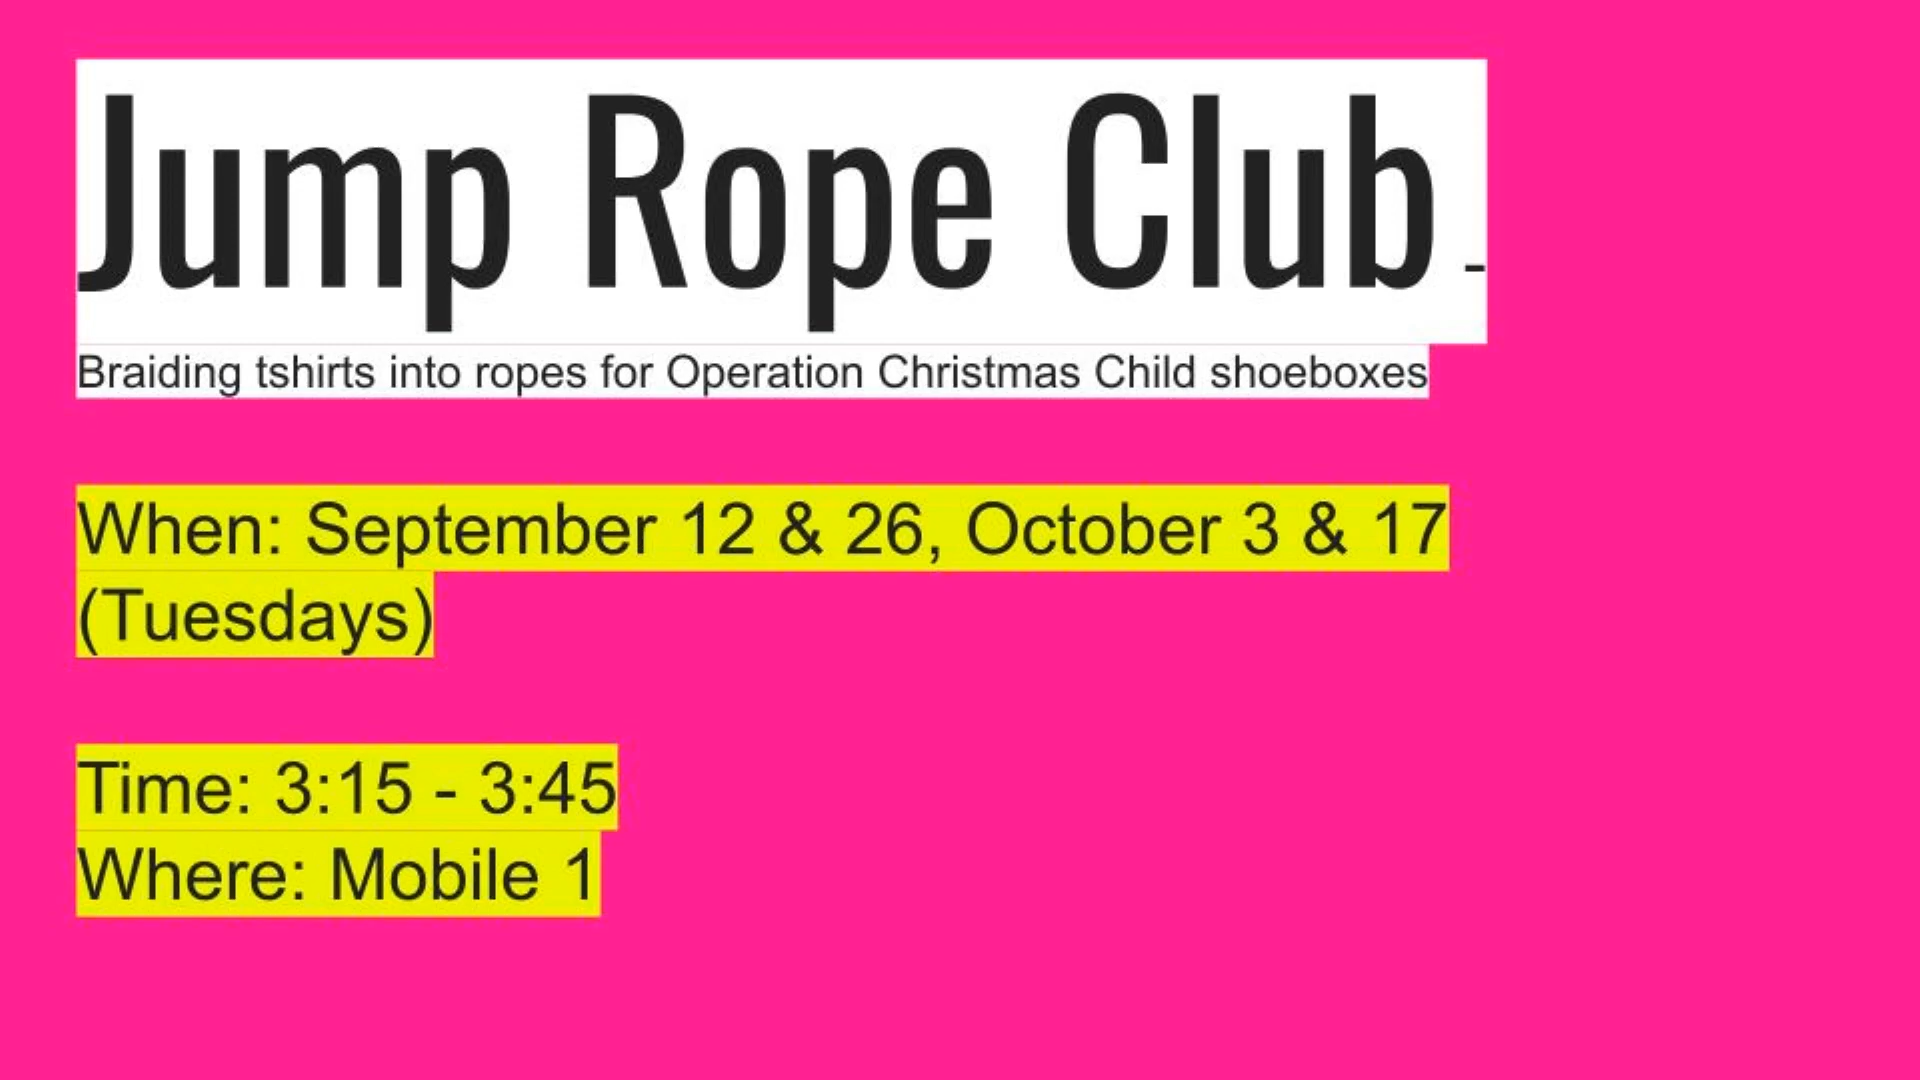 Jump Rope Club -
Braiding tshirts into ropes for Operation Christmas Child shoeboxes
When: September 12 & 26, October 3 & 17
(Tuesdays)
Time: 3:15 - 3:45
Where: Mobile 1